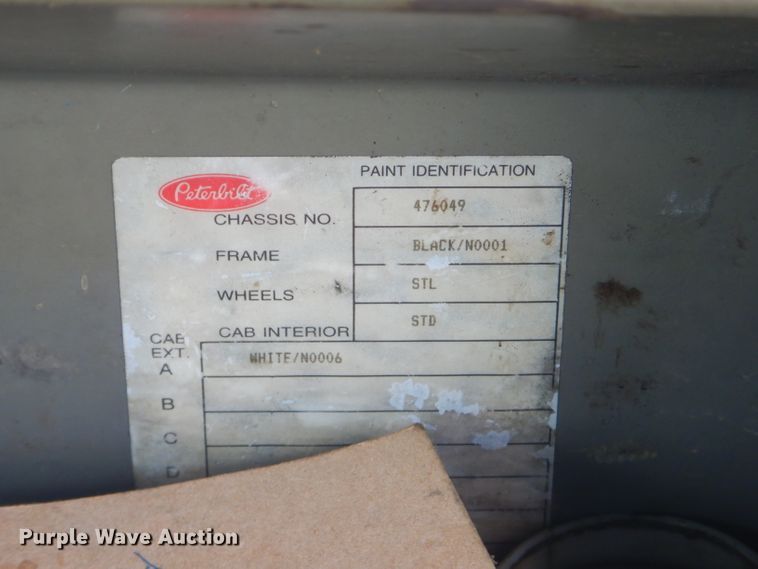 PAINT IDENTIFICATION
Peterbilt
CHASSIS NO. 476049
FRAME BLACK/N0001
WHEELS STL
CAB INTERIOR STD
CAB
EXT.
A WHITE/N0006
B
C
D
Purple Wave Auction